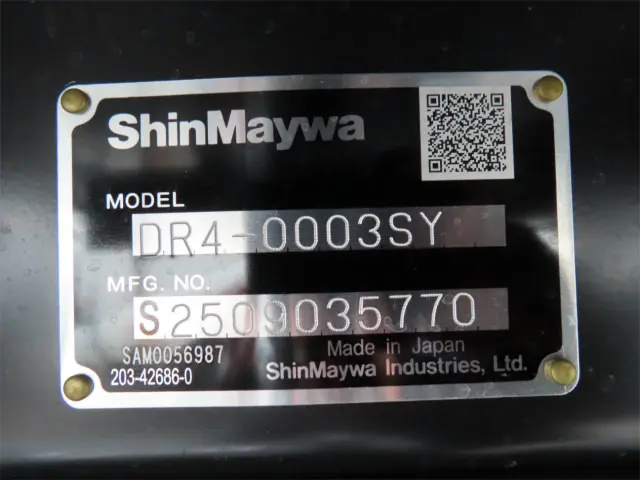 ShinMaywa
MODEL
DR4-0003SY
MFG. NO.
S2509035770
SAM0056987
Made in Japan
203-42686-0
ShinMaywa Industries, Ltd.